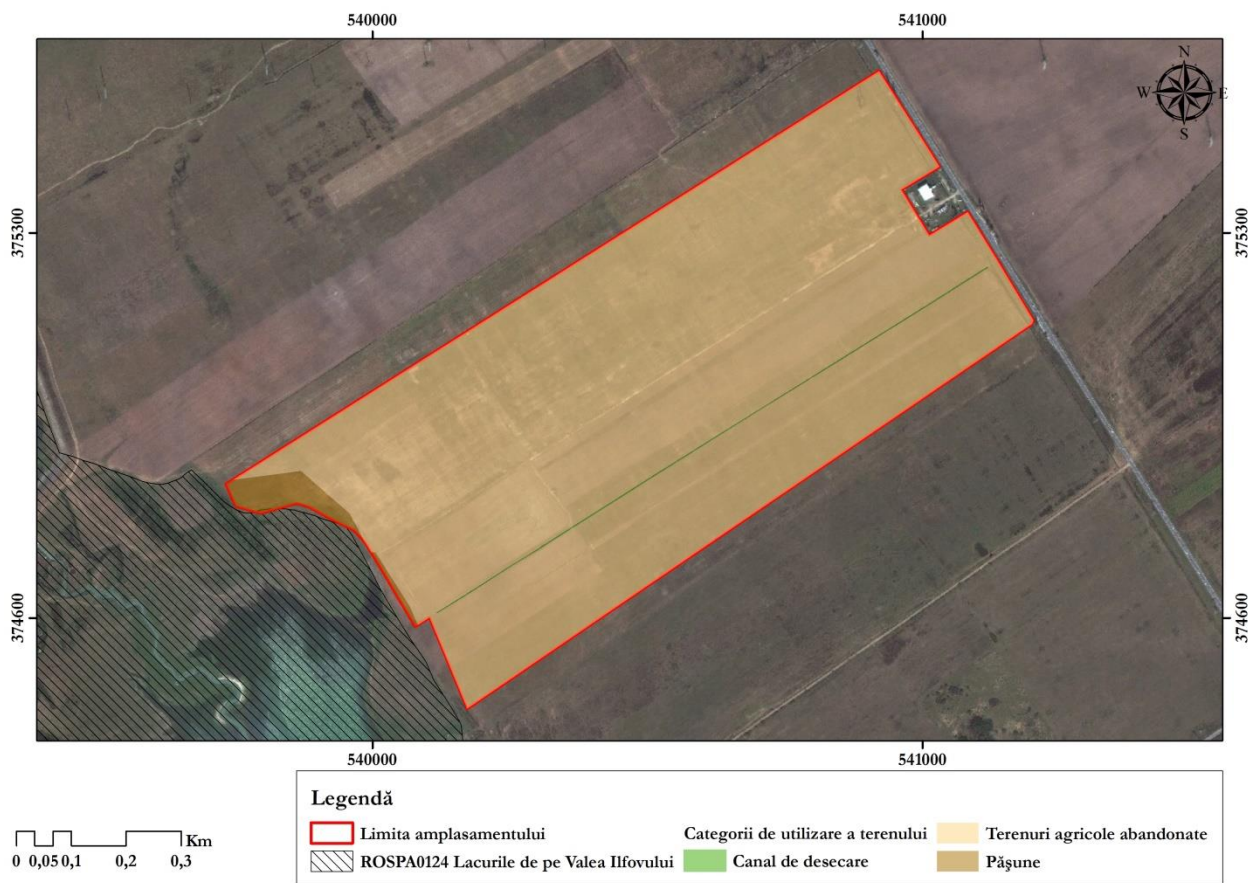 540000 541000
N
W E
S
375300 375300
374600 374600
540000 541000
Legendă
Limita amplasamentului
ROSPA0124 Lacurile de pe Valea Ilfovului
Categorii de utilizare a terenului
Canal de desecare
Terenuri agricole abandonate
Pășune
Km
0 0,05 0,1 0,2 0,3